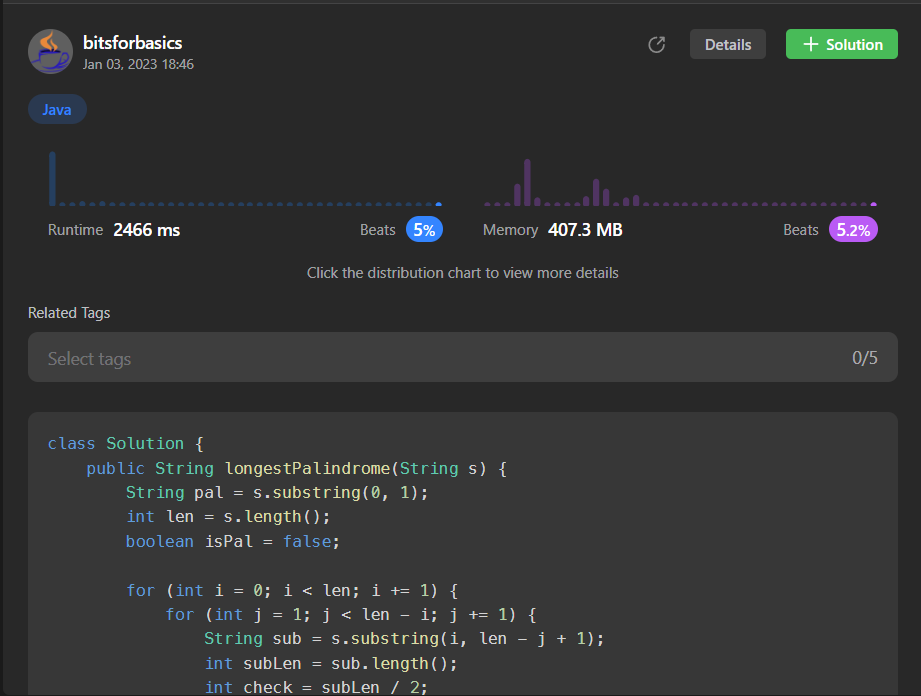 bitsforbasics
Jan 03, 2023 18:46
Details
+ Solution
Java
Runtime 2466 ms Beats 5%
Memory 407.3 MB Beats 5.2%
Click the distribution chart to view more details
Related Tags
Select tags 0/5
class Solution {
    public String longestPalindrome(String s) {
        String pal = s.substring(0, 1);
        int len = s.length();
        boolean isPal = false;

        for (int i = 0; i < len; i += 1) {
            for (int j = 1; j < len - i; j += 1) {
                String sub = s.substring(i, len - j + 1);
                int subLen = sub.length();
                int check = subLen / 2;